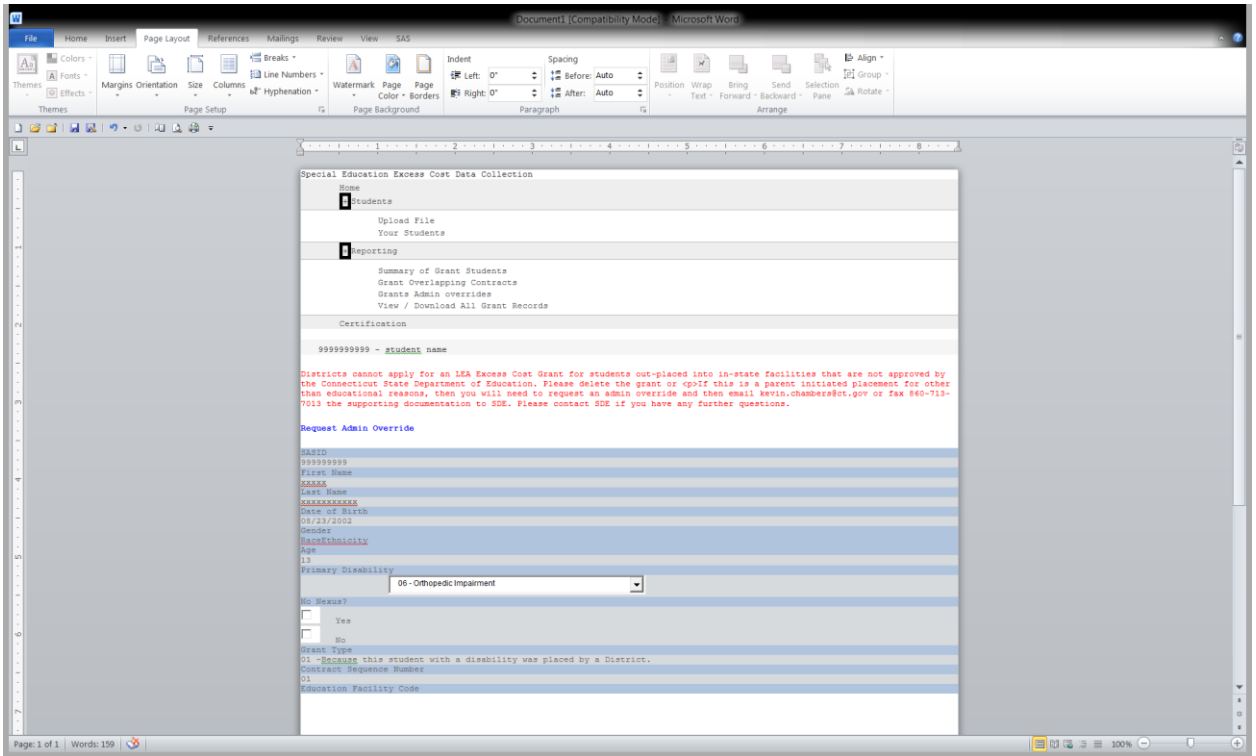 Document1 [Compatibility Mode] - Microsoft Word
File Home Insert Page Layout References Mailings Review View SAS
Colors
Fonts
Effects
Themes
Margins Orientation Size Columns
Breaks
Line Numbers
Hyphenation
Watermark Page Color Page Borders
Indent
Left: 0"
Right: 0"
Spacing
Before: Auto
After: Auto
Position Wrap Text Bring Forward Send Backward Selection Pane
Align
Group
Rotate
Themes Page Setup Page Background Paragraph Arrange
1 2 3 4 5 6 7 8
Special Education Excess Cost Data Collection
Home
Students
Upload File
Your Students
Reporting
Summary of Grant Students
Grant Overlapping Contracts
Grants Admin overrides
View / Download All Grant Records
Certification
9999999999 - student name
Districts cannot apply for an LEA Excess Cost Grant for students out-placed into in-state facilities that are not approved by
the Connecticut State Department of Education. Please delete the grant or <p>If this is a parent initiated placement for other
than educational reasons, then you will need to request an admin override and then email kevin.chambers@ct.gov or fax 860-713-
7013 the supporting documentation to SDE. Please contact SDE if you have any further questions.
Request Admin Override
SASID
999999999
First Name
xxxxx
Last Name
xxxxxxxxxxx
Date of Birth
08/23/2002
Gender
RaceEthnicity
Age
13
Primary Disability
06 - Orthopedic Impairment
No Nexus?
Yes
No
Grant Type
01 -Because this student with a disability was placed by a District.
Contract Sequence Number
01
Education Facility Code
Page: 1 of 1 Words: 159 100%